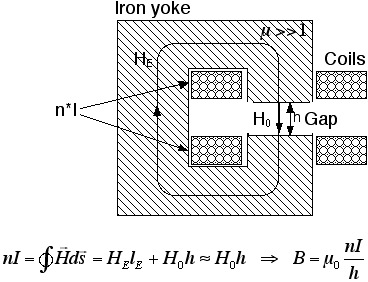 Iron yoke
μ >>1
H_E
Coils
n*I
H_0
h Gap
nI = ∮ H⃗ds⃗ = H_E l_E + H_0 h ≈ H_0 h ⇒ B = μ_0 nI/h